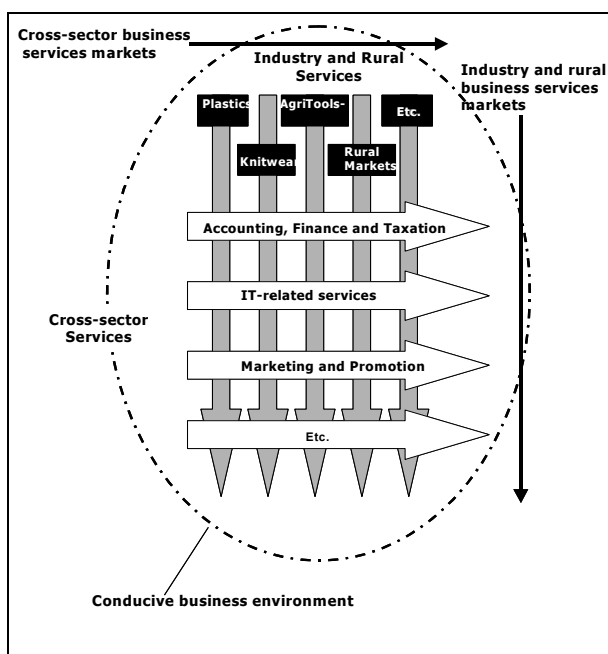 Cross-sector business
services markets
Industry and Rural
Services
Industry and rural
business services
markets
Plastics
AgriTools-
Etc.
Knitwear
Rural
Markets
Accounting, Finance and Taxation
IT-related services
Cross-sector
Services
Marketing and Promotion
Etc.
Conducive business environment